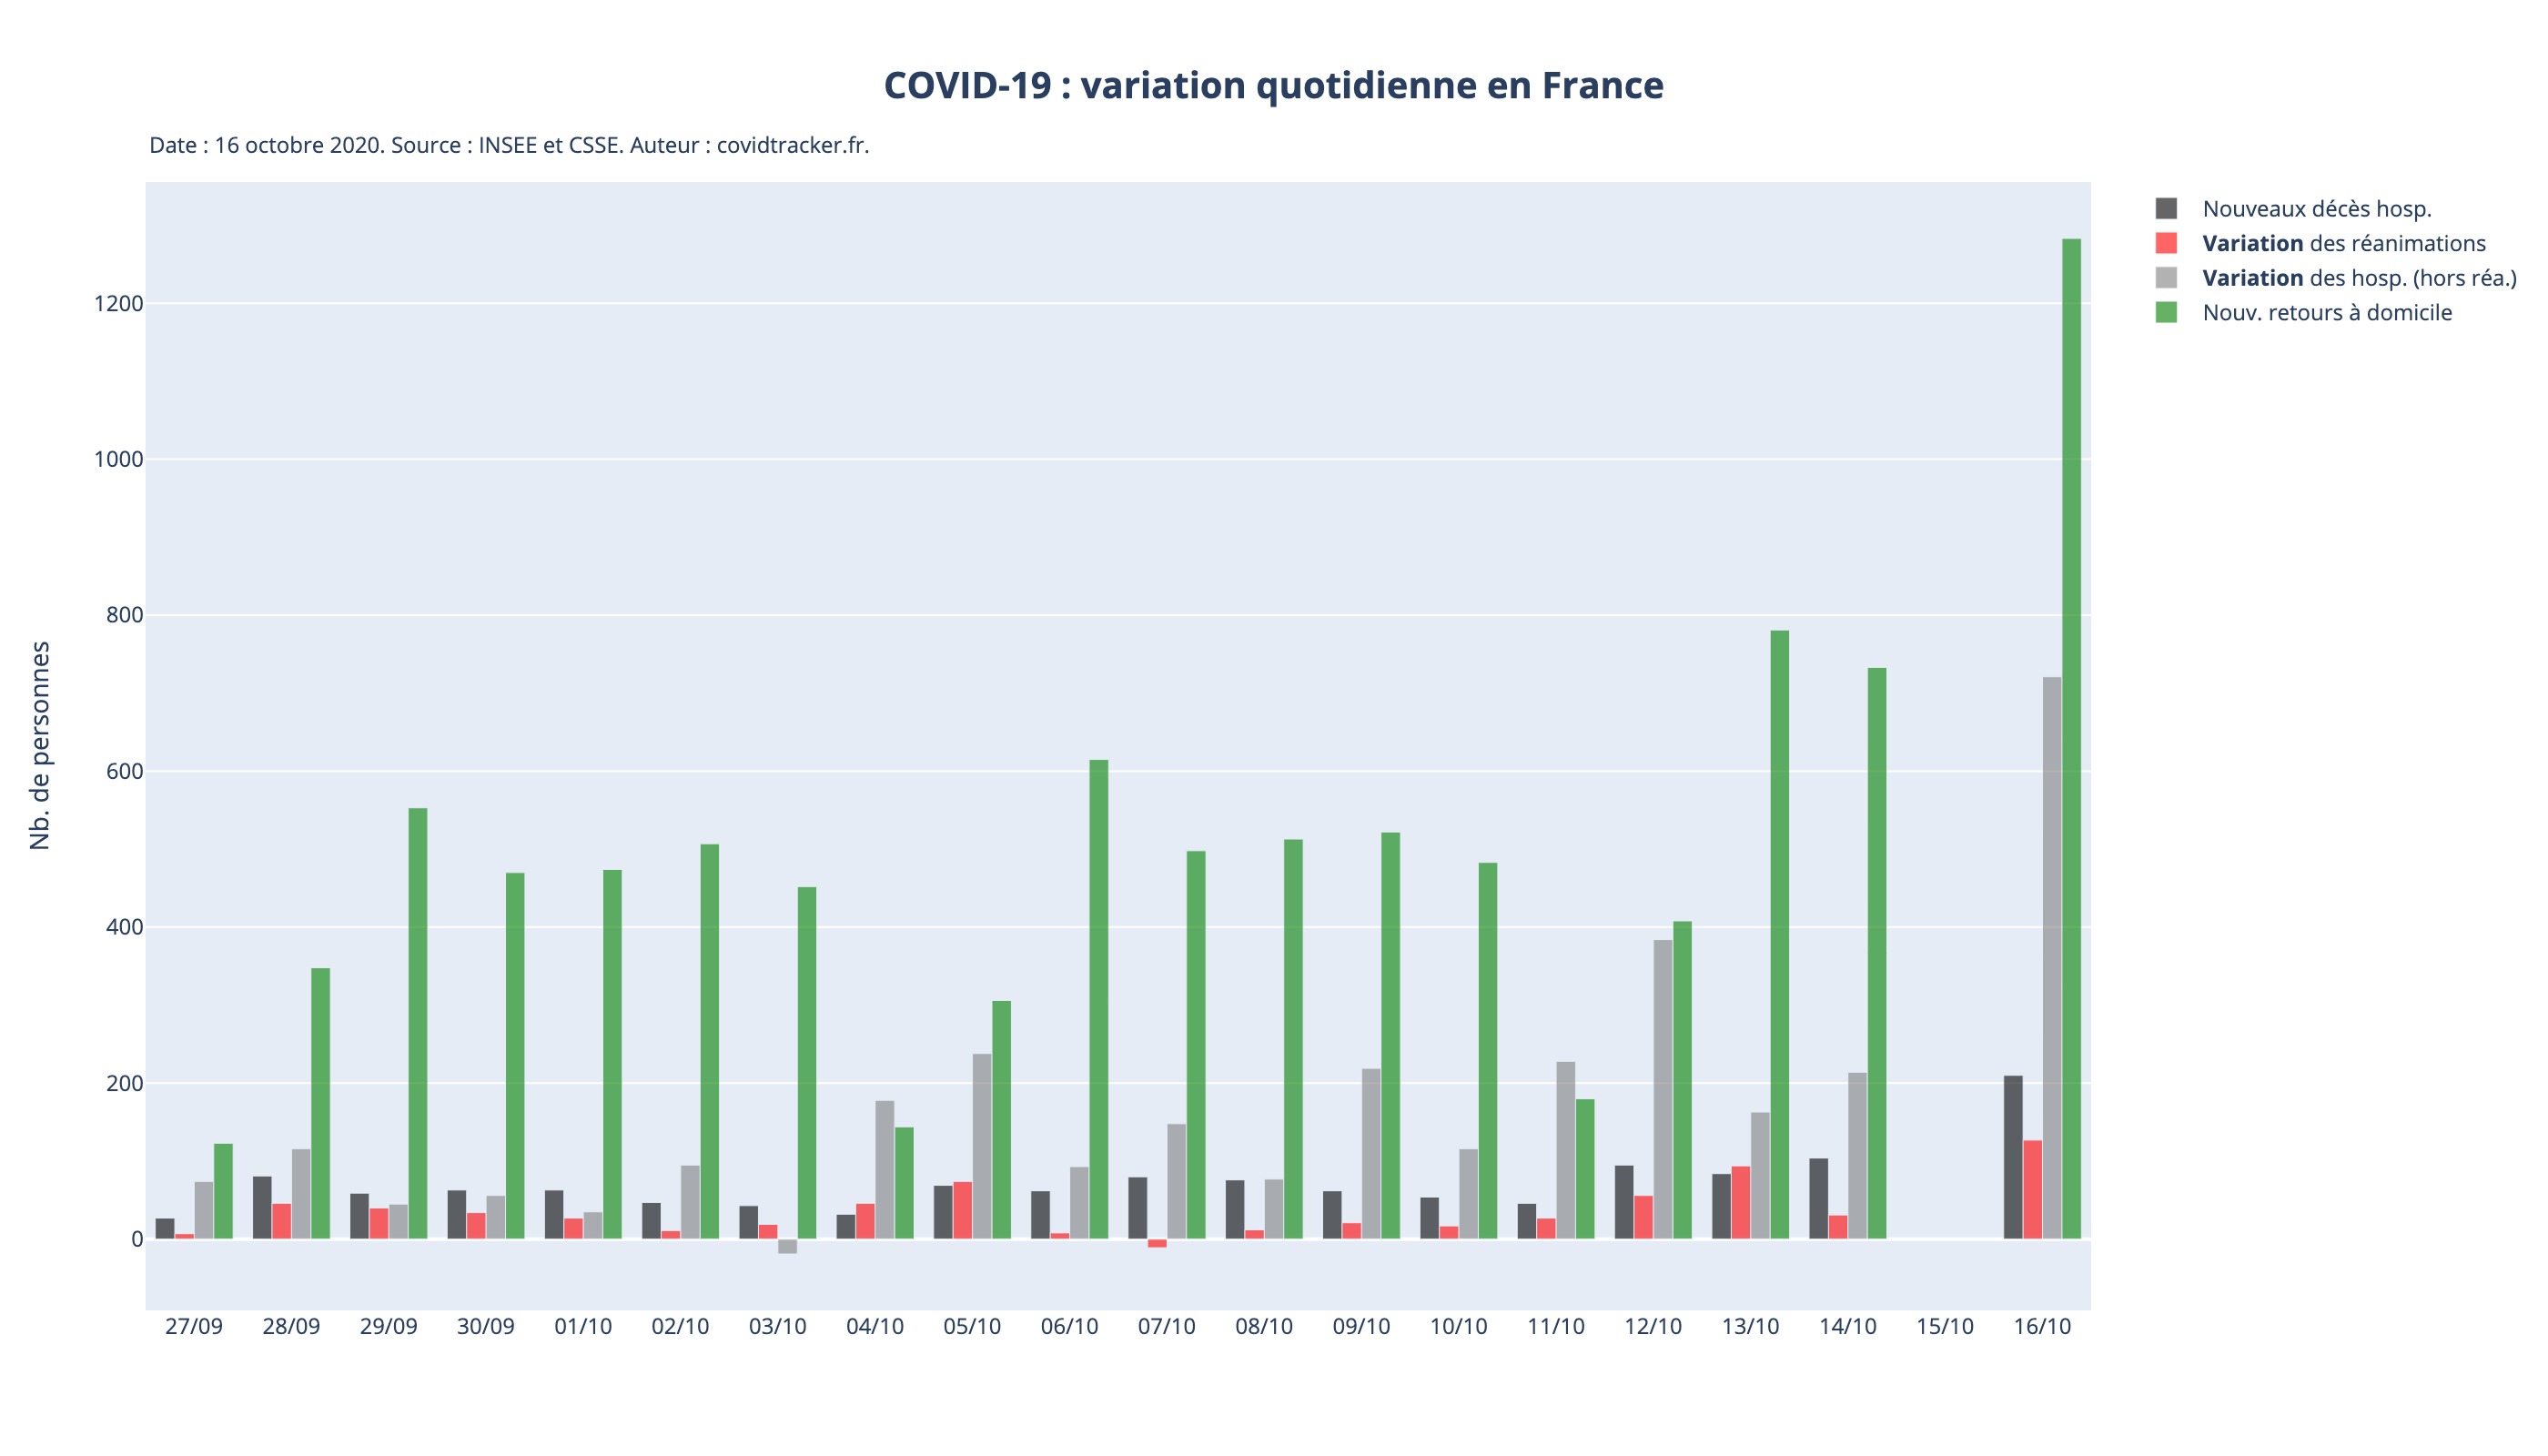 COVID-19 : variation quotidienne en France
Date : 16 octobre 2020. Source : INSEE et CSSE. Auteur : covidtracker.fr.
Nouveaux décès hosp.
Variation des réanimations
Variation des hosp. (hors réa.)
Nouv. retours à domicile
Nb. de personnes
1200
1000
800
600
400
200
0
27/09 28/09 29/09 30/09 01/10 02/10 03/10 04/10 05/10 06/10 07/10 08/10 09/10 10/10 11/10 12/10 13/10 14/10 15/10 16/10